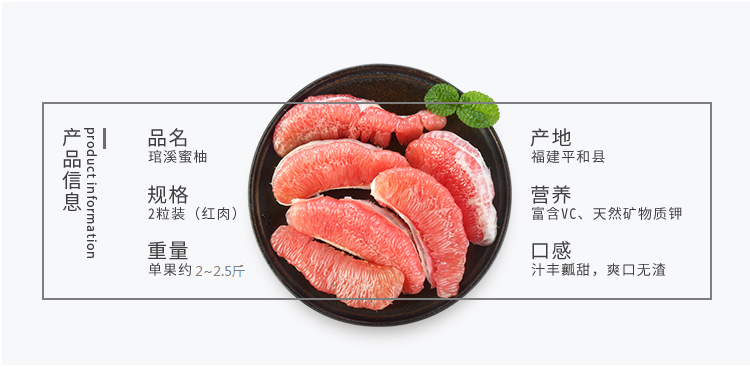 产品信息
product information
品名
琯溪蜜柚
规格
2粒装（红肉）
重量
单果约 2~2.5斤
产地
福建平和县
营养
富含VC、天然矿物质钾
口感
汁丰瓤甜，爽口无渣